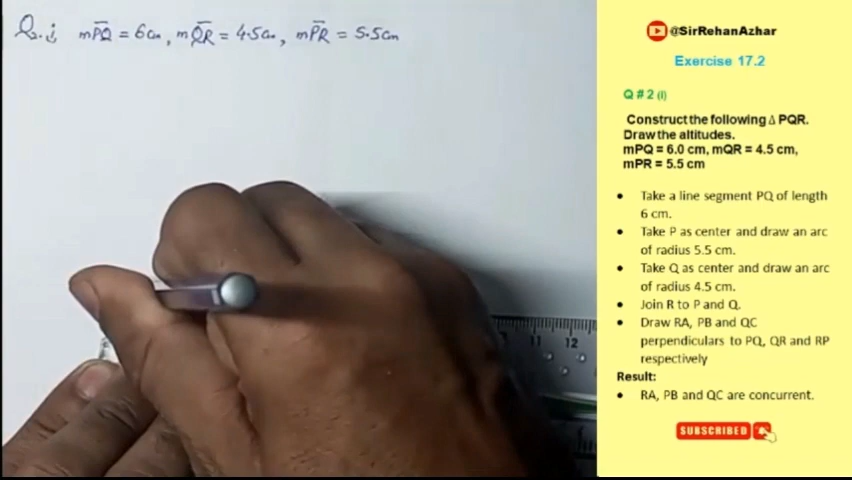 Q2.i mPQ = 6cm, mQR = 4.5cm, mPR = 5.5cm
@SirRehanAzhar
Exercise 17.2
Q # 2 (I)
Construct the following Δ PQR.
Draw the altitudes.
mPQ = 6.0 cm, mQR = 4.5 cm,
mPR = 5.5 cm
• Take a line segment PQ of length
6 cm.
• Take P as center and draw an arc
of radius 5.5 cm.
• Take Q as center and draw an arc
of radius 4.5 cm.
• Join R to P and Q.
• Draw RA, PB and QC
perpendiculars to PQ, QR and RP
respectively
Result:
• RA, PB and QC are concurrent.
SUBSCRIBED
11 12